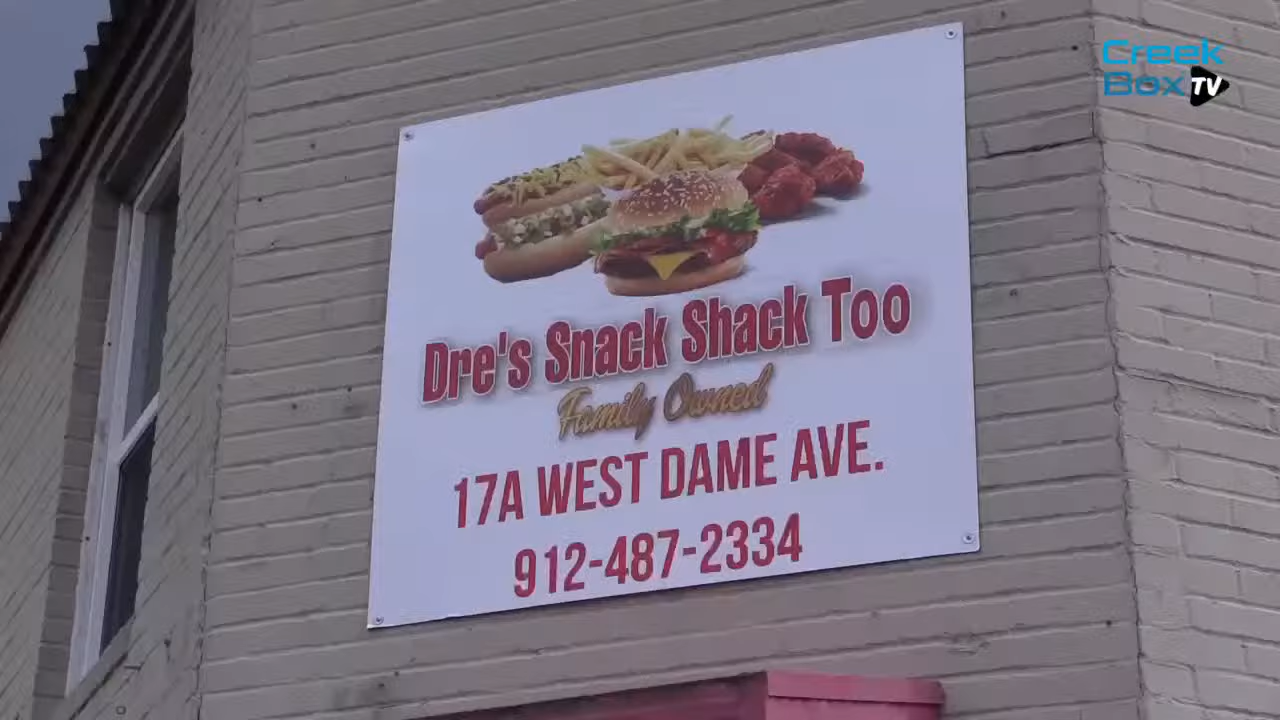 Creek
Box TV
Dre's Snack Shack Too
Family Owned
17A WEST DAME AVE.
912-487-2334